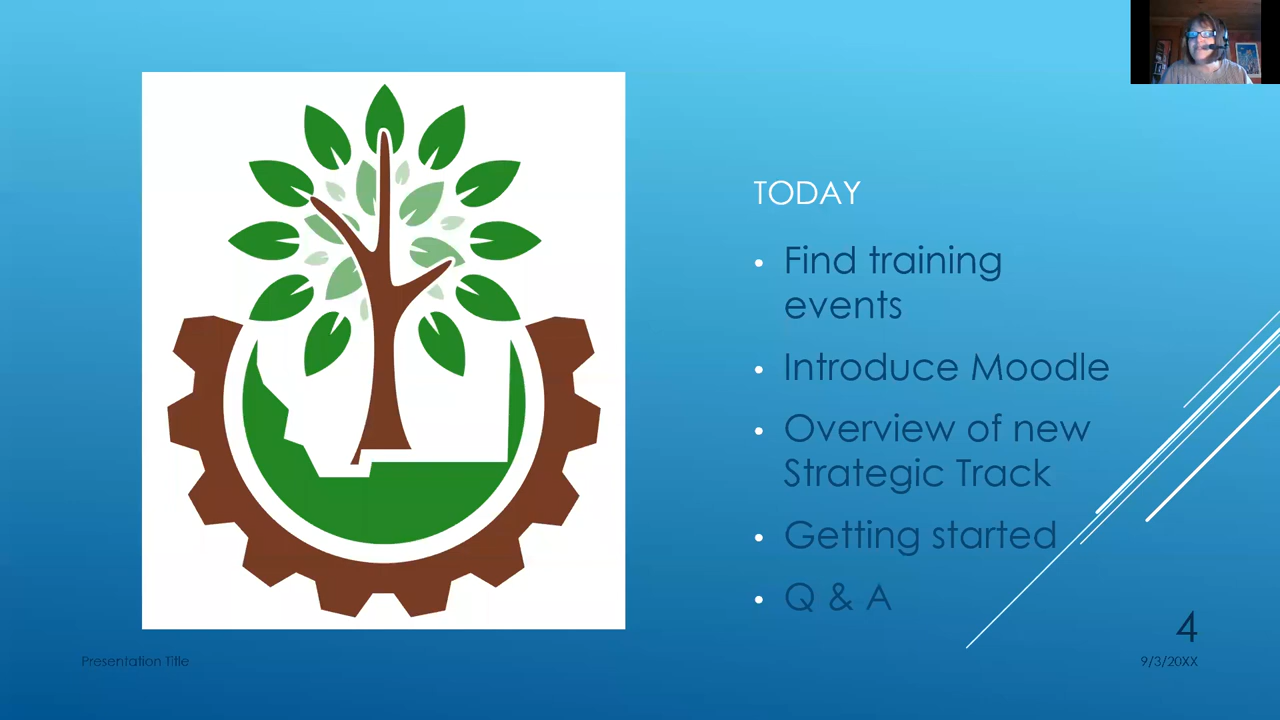 TODAY
• Find training
events
• Introduce Moodle
• Overview of new
Strategic Track
• Getting started
• Q & A
4
Presentation Title
9/3/20XX